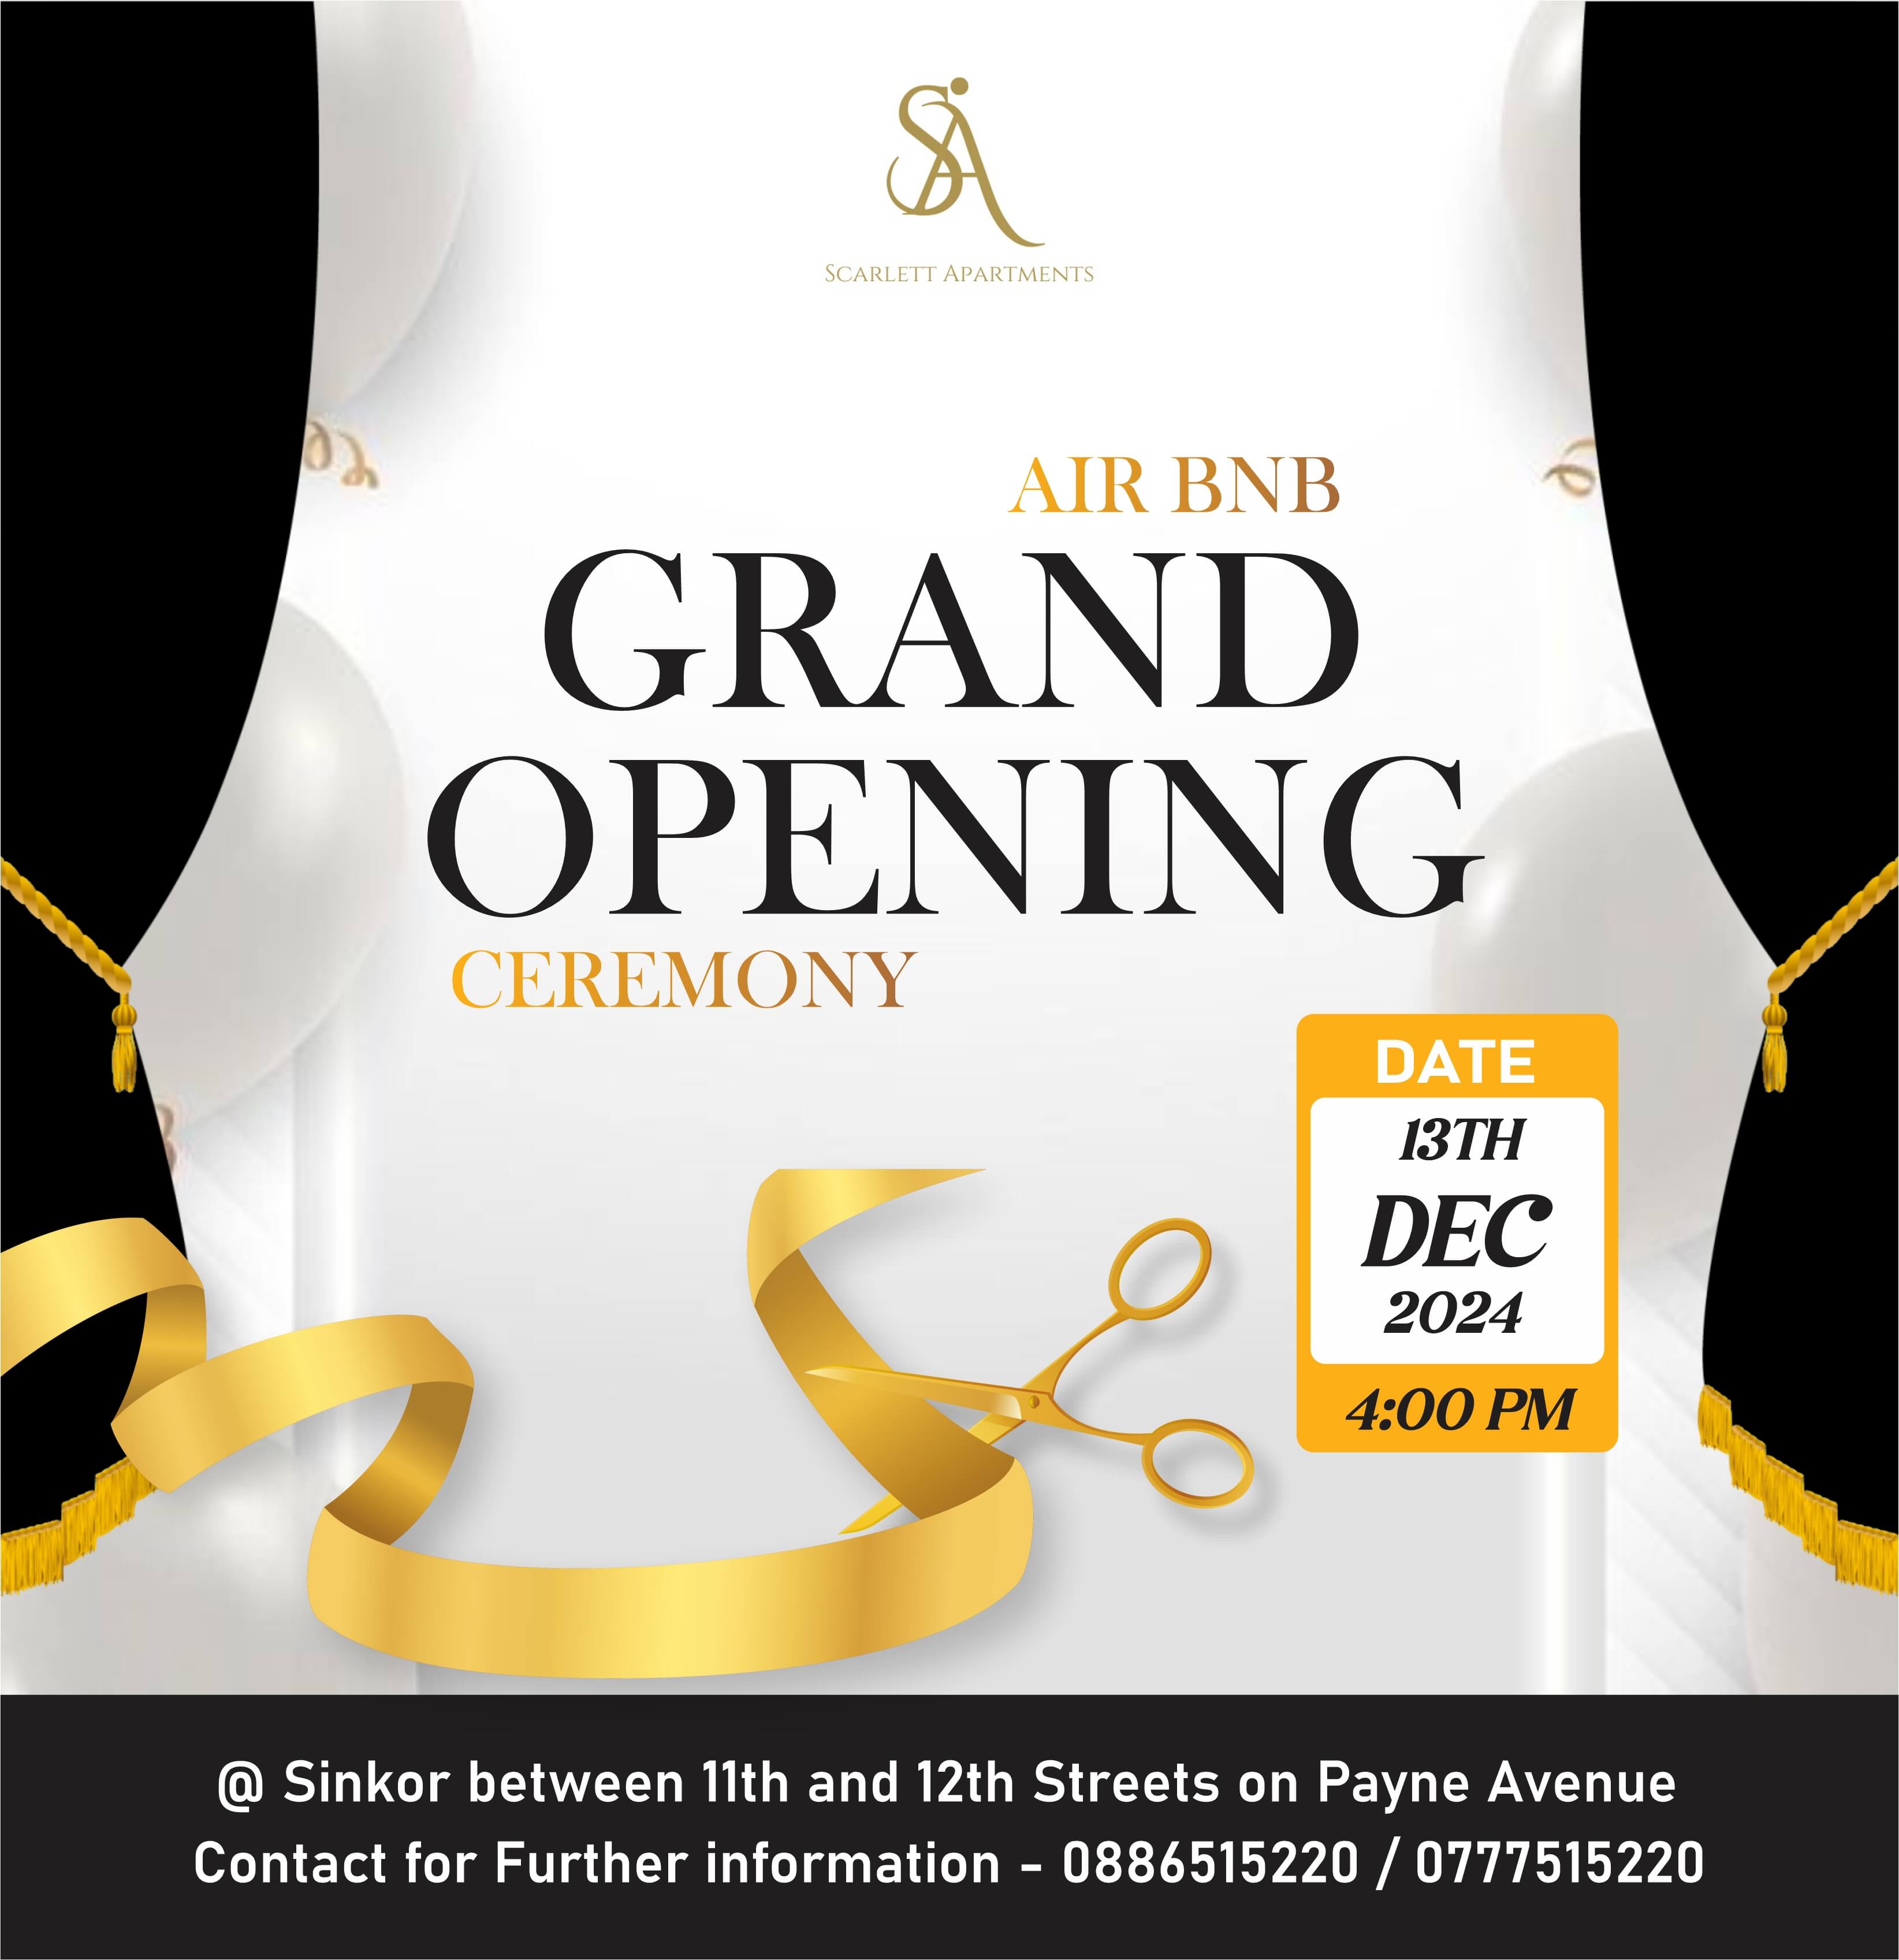 SA
SCARLETT APARTMENTS
AIR BNB
GRAND
OPENING
CEREMONY
DATE
13TH
DEC
2024
4:00 PM
@ Sinkor between 11th and 12th Streets on Payne Avenue
Contact for Further information - 0886515220 / 0777515220